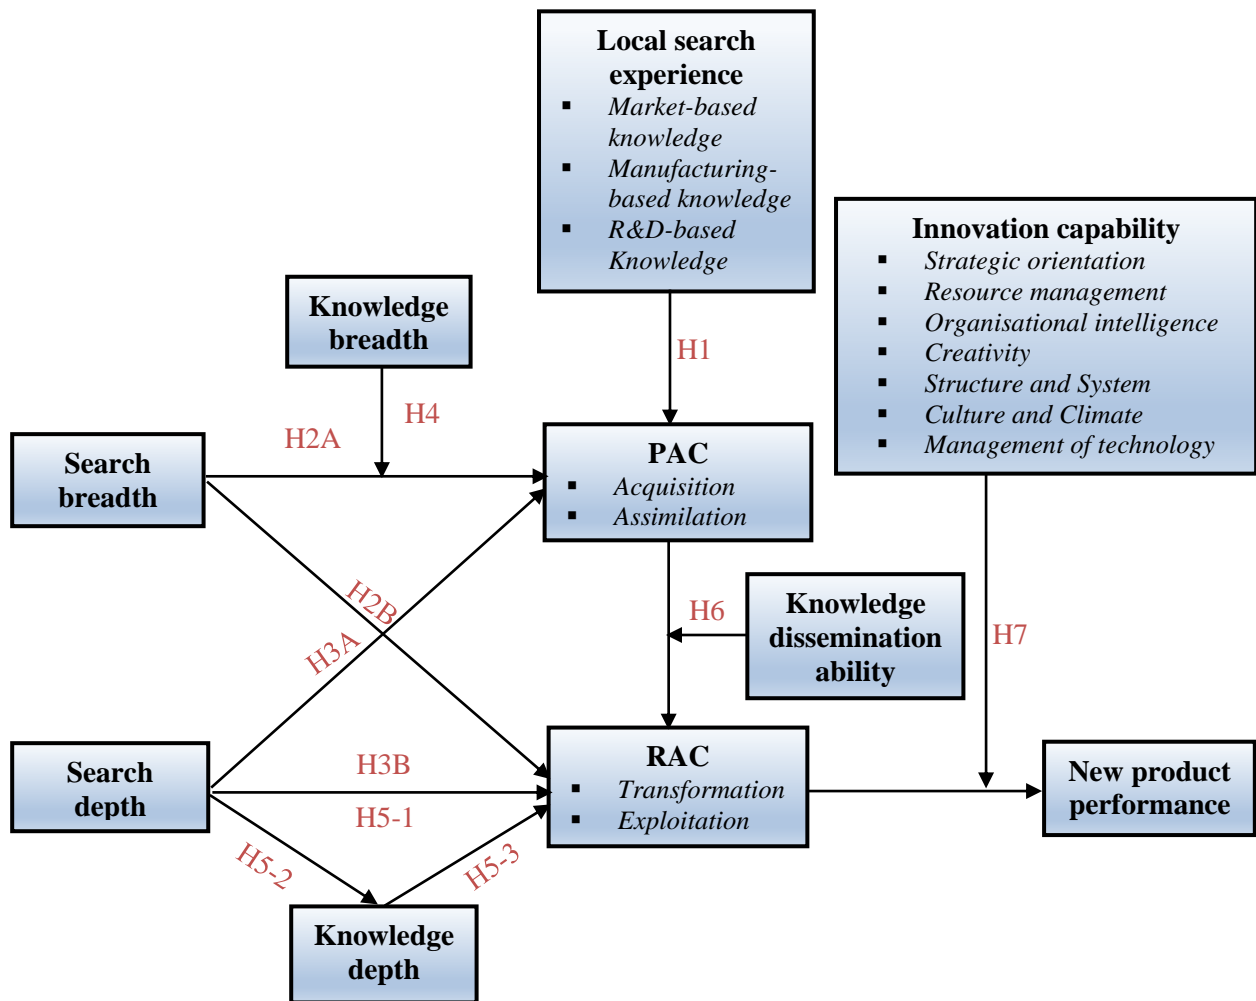 Local search
experience
▪ Market-based
knowledge
▪ Manufacturing-
based knowledge
▪ R&D-based
Knowledge
Innovation capability
▪ Strategic orientation
▪ Resource management
▪ Organisational intelligence
▪ Creativity
▪ Structure and System
▪ Culture and Climate
▪ Management of technology
Knowledge
breadth
H1
H4
H2A
Search
breadth
PAC
▪ Acquisition
▪ Assimilation
H2B
H3A
H6
Knowledge
dissemination
ability
H7
Search
depth
H3B
H5-1
RAC
▪ Transformation
▪ Exploitation
New product
performance
H5-2
H5-3
Knowledge
depth